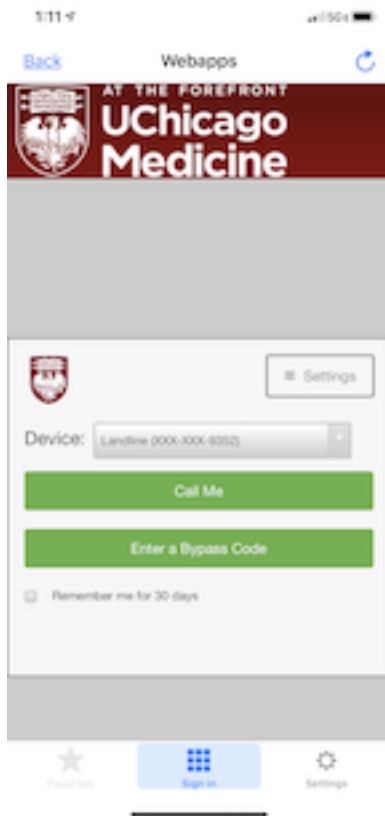 1:11
5G
Back Webapps
AT THE FOREFRONT
UChicago
Medicine
Settings
Device: Landline (XXX-XXX-9352)
Call Me
Enter a Bypass Code
Remember me for 30 days
Favorites Sign in Settings